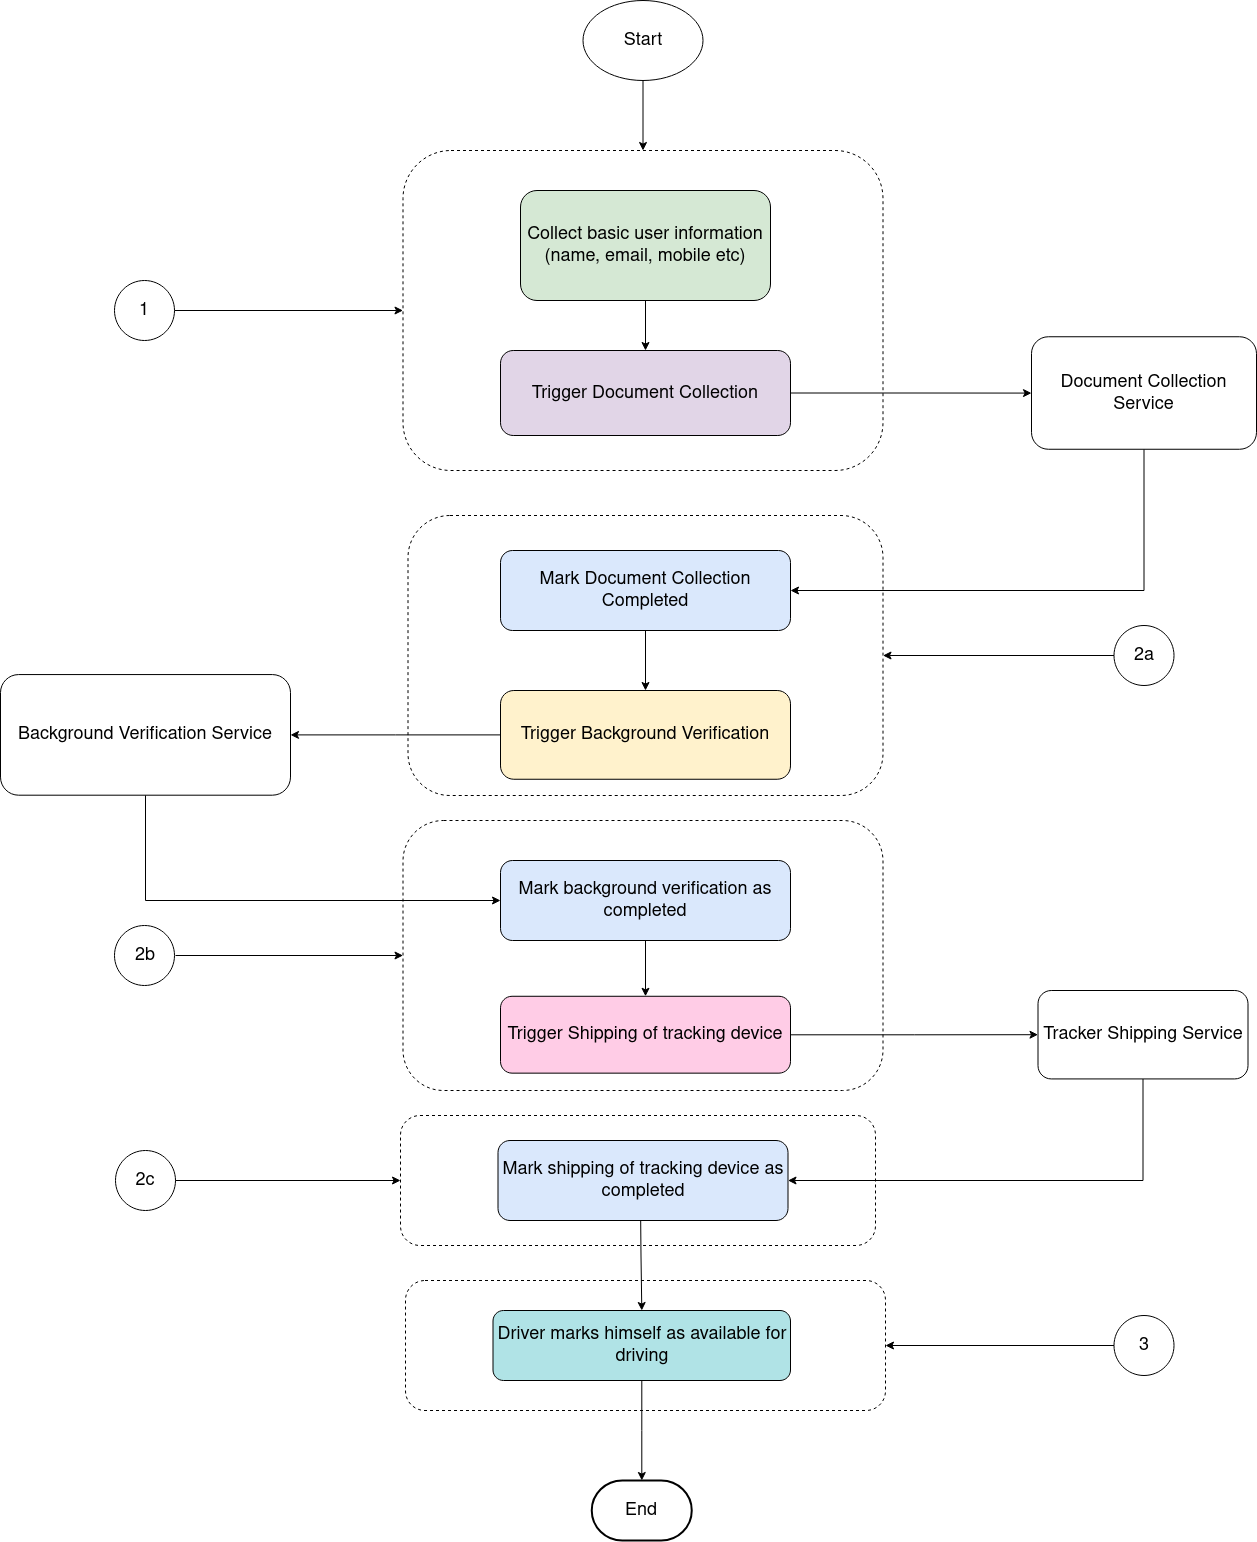 Start
Collect basic user information
(name, email, mobile etc)
1
Trigger Document Collection
Document Collection
Service
Mark Document Collection
Completed
2a
Background Verification Service
Trigger Background Verification
Mark background verification as
completed
2b
Trigger Shipping of tracking device
Tracker Shipping Service
Mark shipping of tracking device as
completed
2c
Driver marks himself as available for
driving
3
End